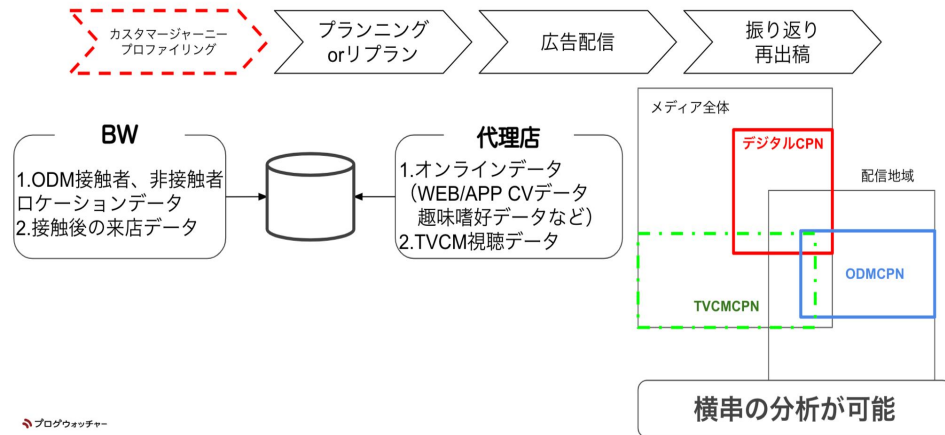 カスタマージャーニー
プロファイリング
プランニング
orリプラン
広告配信
振り返り
再出稿
BW
1.ODM接触者、非接触者
ロケーションデータ
2.接触後の来店データ
代理店
1.オンラインデータ
（WEB/APP CVデータ
趣味嗜好データなど）
2.TVCM視聴データ
メディア全体
デジタルCPN
配信地域
ODMCPN
TVCMCPN
横串の分析が可能
ブログウォッチャー